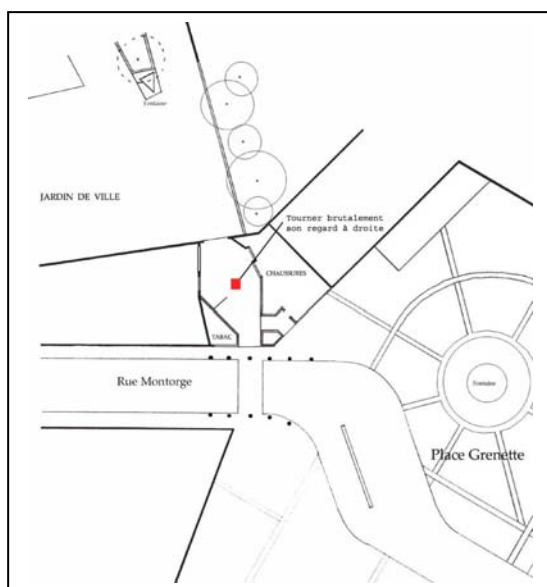 Fontaine
JARDIN DE VILLE
Tourner brutalement
son regard à droite
CHAUSSURES
TABAC
Rue Montorge
Fontaine
Place Grenette